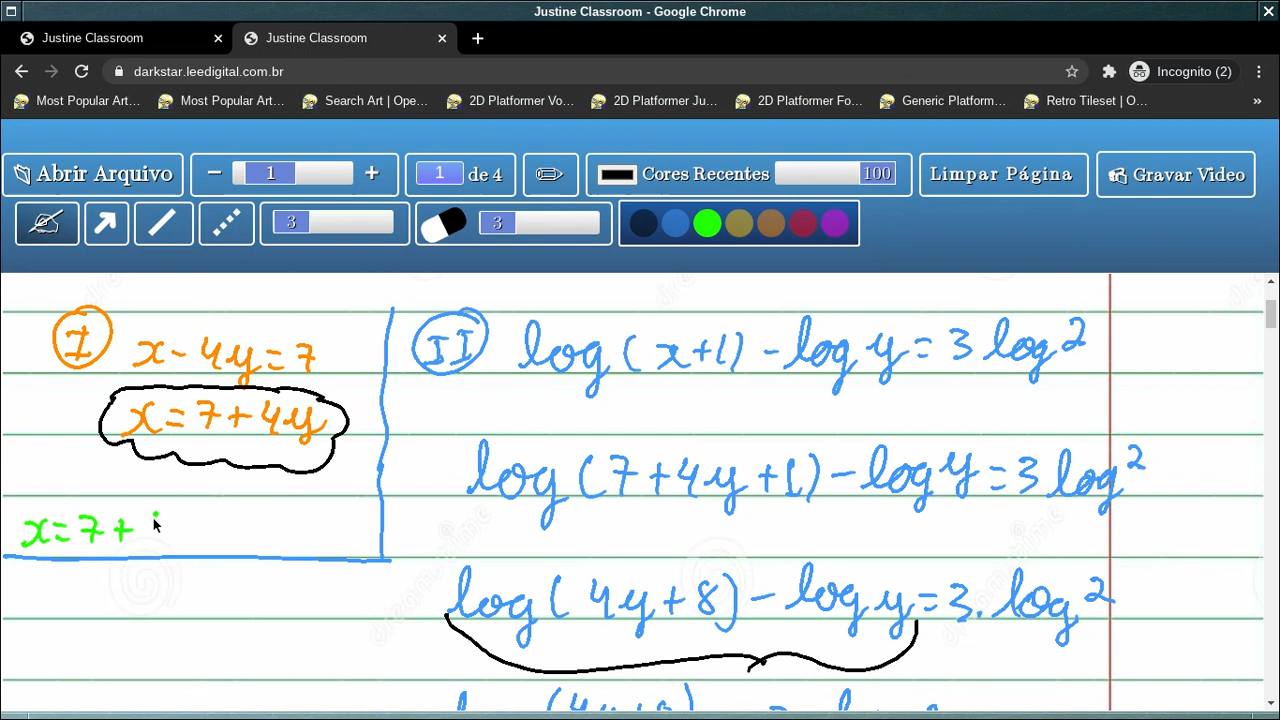 Justine Classroom - Google Chrome
Justine Classroom
Justine Classroom
darkstar.leedigital.com.br
Incognito (2)
Most Popular Art...
Most Popular Art...
Search Art | Ope...
2D Platformer Vo...
2D Platformer Ju...
2D Platformer Fo...
Generic Platform...
Retro Tileset | O...
Abrir Arquivo
1
1 de 4
Cores Recentes
100
Limpar Página
Gravar Video
3
3
I x - 4y = 7
x = 7 + 4y
x = 7 +
II log(x+1) - log y = 3 log 2
log(7 + 4y + 1) - log y = 3 log 2
log(4y + 8) - log y = 3. log 2